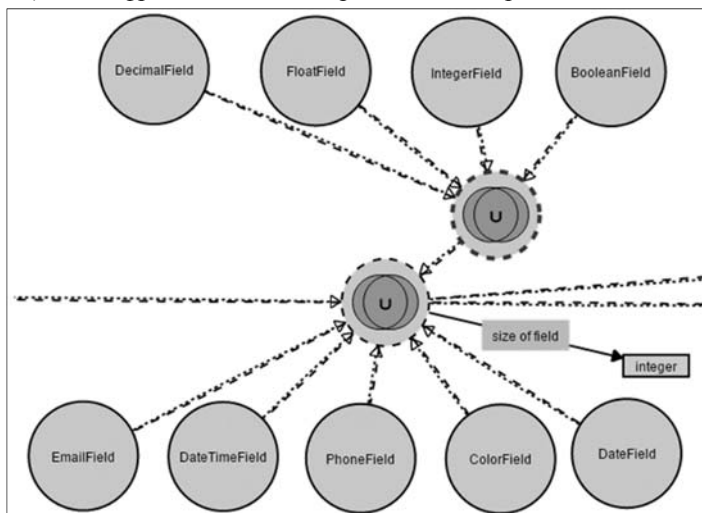 DecimalField
FloatField
IntegerField
BooleanField
U
U
size of field
integer
EmailField
DateTimeField
PhoneField
ColorField
DateField